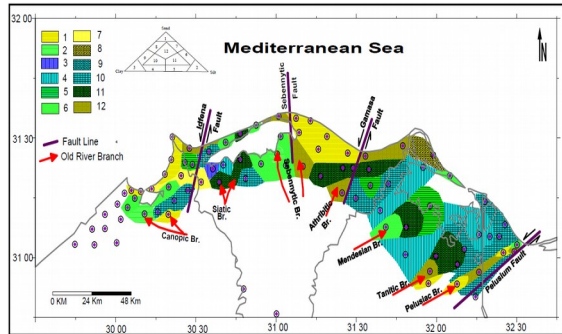 32 00
31.30
31.00
30.00
30.30
31.00
31.30
32.00
32.30
Mediterranean Sea
N
1
2
3
4
5
6
7
8
9
10
11
12
Sand
Clay
Silt
Fault Line
Old River Branch
Idfena
Fault
Sebennytic
Fault
Gamasa
Fault
Pelusium Fault
Canopic Br.
Siatic
Br.
Sebennytic Br.
Athribitic Br.
Mendesian Br.
Tanitic Br.
Pelusiac Br.
0 KM 24 Km 48 Km